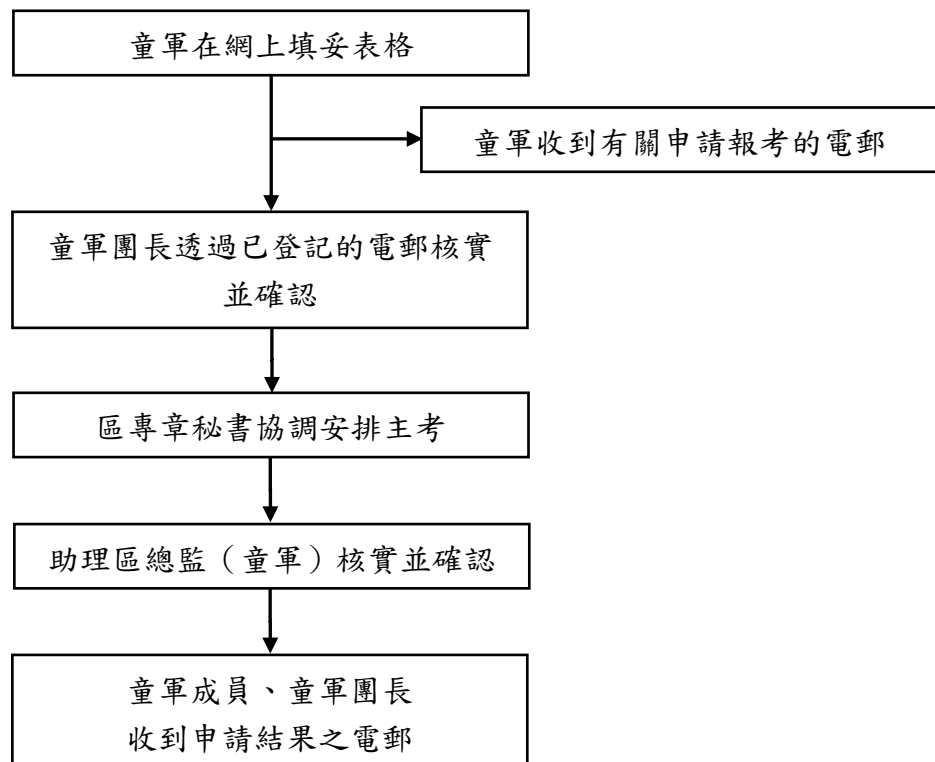 童軍在網上填妥表格
童軍收到有關申請報考的電郵
童軍團長透過已登記的電郵核實
並確認
區專章秘書協調安排主考
助理區總監（童軍）核實並確認
童軍成員、童軍團長
收到申請結果之電郵